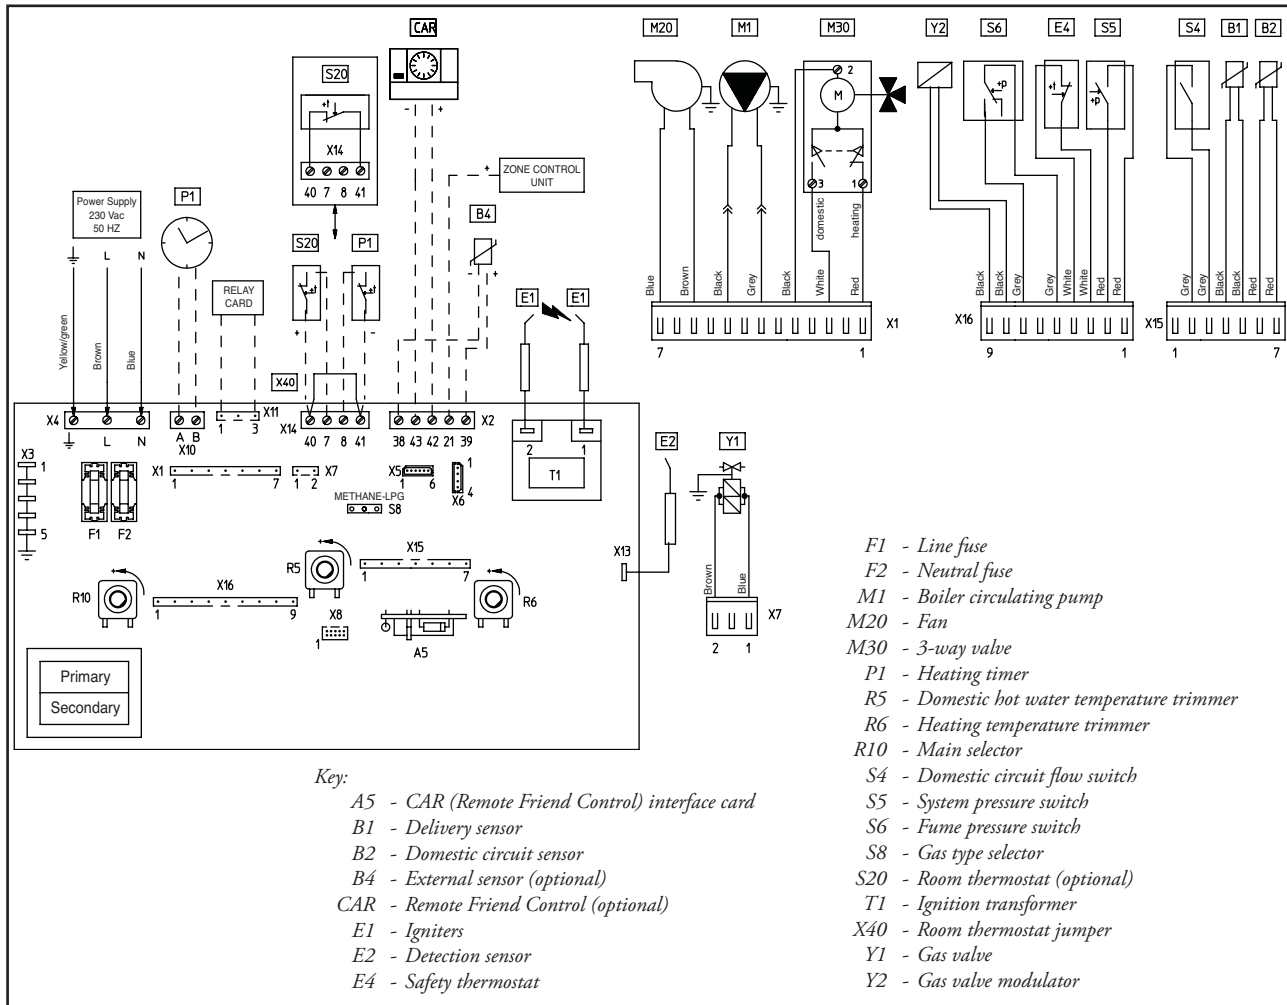 CAR
M20 M1 M30 Y2 S6 E4 S5 S4 B1 B2
S20
+t
X14
40 7 8 41
- +
2
M
3 1
domestic
heating
+p
+t
+p
ZONE CONTROL
UNIT
+
B4
- +
Power Supply
230 Vac
50 HZ
L N
P1
RELAY
CARD
S20 P1
+t +t
+ -
E1 E1
Yellow/green
Brown
Blue
X40
Blue
Brown
Black
Grey
Black
White
Red
X1
7 1
Black
Black
Grey
Grey
White
White
Red
Red
X16
9 1
Grey
Grey
Black
Black
Red
Red
X15
1 7
X4
L N
A B
X10
X11
1 3
X14
40 7 8 41
X2
38 43 42 21 39
2 1
T1
E2
Y1
X3
1
5
X1
1 7
X7
1 2
X5
1 6
X6
1
4
METHANE-LPG
S8
F1 F2
X13
R5
+
X15
1 7
R10
+
X16
1 9
R6
+
X8
1
A5
Brown
Blue
X7
2 1
Primary
Secondary
Key:
A5 - CAR (Remote Friend Control) interface card
B1 - Delivery sensor
B2 - Domestic circuit sensor
B4 - External sensor (optional)
CAR - Remote Friend Control (optional)
E1 - Igniters
E2 - Detection sensor
E4 - Safety thermostat
F1 - Line fuse
F2 - Neutral fuse
M1 - Boiler circulating pump
M20 - Fan
M30 - 3-way valve
P1 - Heating timer
R5 - Domestic hot water temperature trimmer
R6 - Heating temperature trimmer
R10 - Main selector
S4 - Domestic circuit flow switch
S5 - System pressure switch
S6 - Fume pressure switch
S8 - Gas type selector
S20 - Room thermostat (optional)
T1 - Ignition transformer
X40 - Room thermostat jumper
Y1 - Gas valve
Y2 - Gas valve modulator